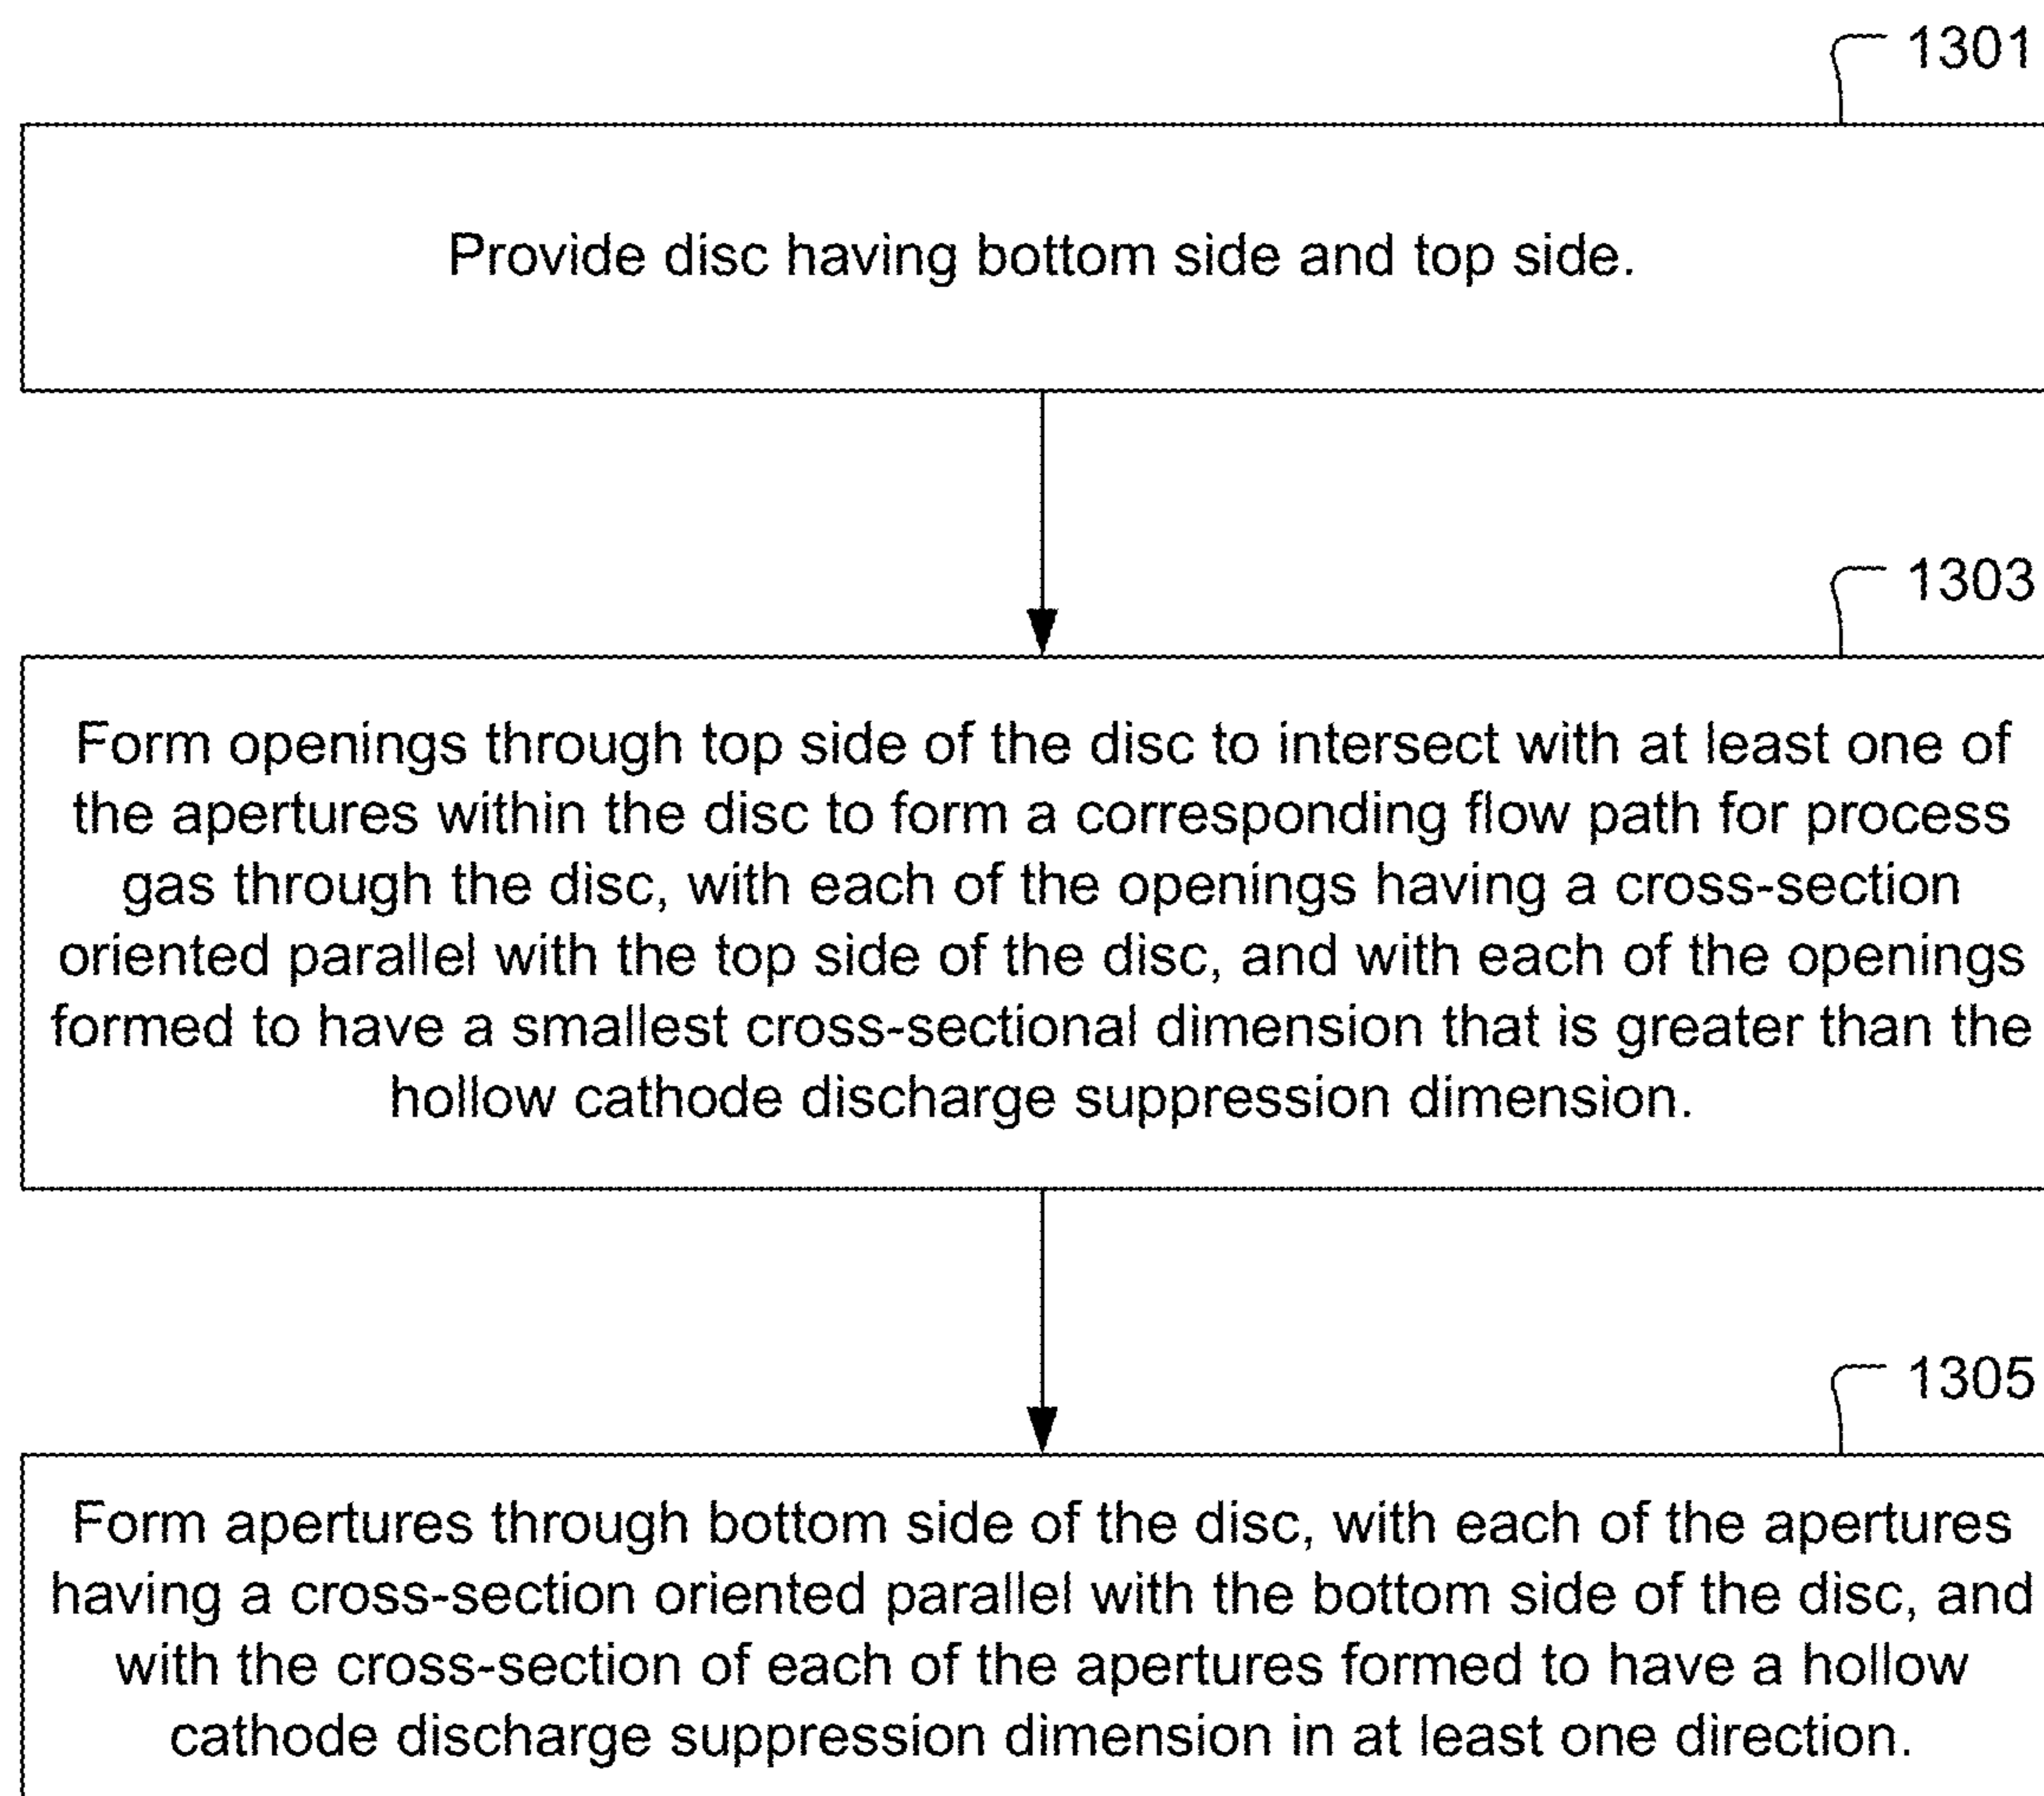 1301
Provide disc having bottom side and top side.
1303
Form openings through top side of the disc to intersect with at least one of
the apertures within the disc to form a corresponding flow path for process
gas through the disc, with each of the openings having a cross-section
oriented parallel with the top side of the disc, and with each of the openings
formed to have a smallest cross-sectional dimension that is greater than the
hollow cathode discharge suppression dimension.
1305
Form apertures through bottom side of the disc, with each of the apertures
having a cross-section oriented parallel with the bottom side of the disc, and
with the cross-section of each of the apertures formed to have a hollow
cathode discharge suppression dimension in at least one direction.